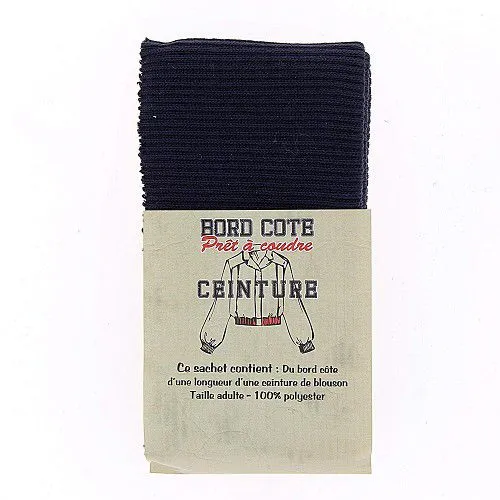 BORD COTE
Prêt à coudre
CEINTURE
Ce sachet contient : Du bord côte
d'une longueur d'une ceinture de blouson
Taille adulte - 100% polyester